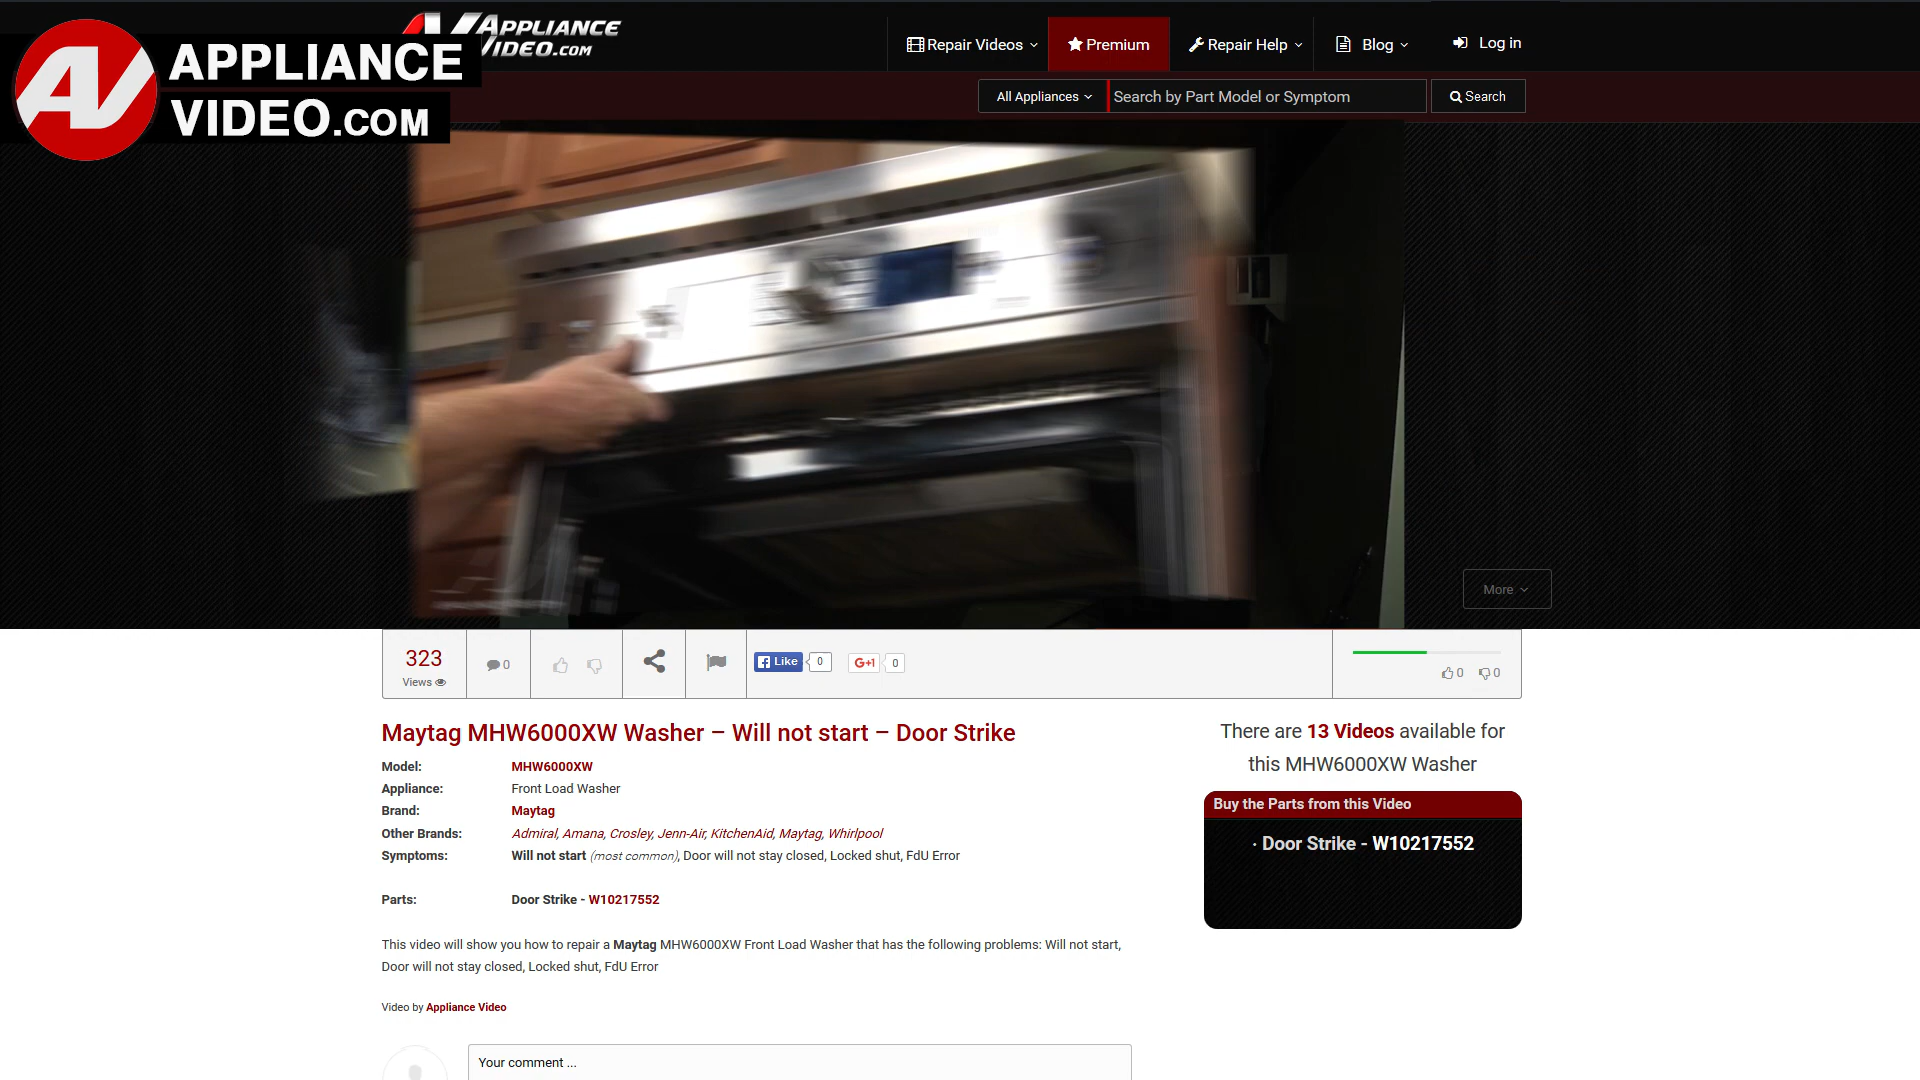 APPLIANCE
VIDEO.COM
APPLIANCE
VIDEO.COM
Repair Videos
Premium
Repair Help
Blog
Log in
All Appliances
Search by Part Model or Symptom
Search
More
323
Views
0
Like
0
G+1
0
0
0
Maytag MHW6000XW Washer – Will not start – Door Strike
Model: MHW6000XW
Appliance: Front Load Washer
Brand: Maytag
Other Brands: Admiral, Amana, Crosley, Jenn-Air, KitchenAid, Maytag, Whirlpool
Symptoms: Will not start (most common), Door will not stay closed, Locked shut, FdU Error
Parts: Door Strike - W10217552
This video will show you how to repair a Maytag MHW6000XW Front Load Washer that has the following problems: Will not start,
Door will not stay closed, Locked shut, FdU Error
Video by Appliance Video
Your comment ...
There are 13 Videos available for
this MHW6000XW Washer
Buy the Parts from this Video
· Door Strike - W10217552